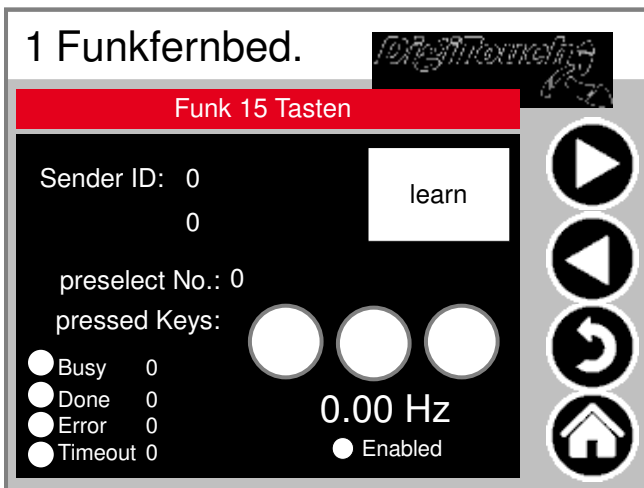 1 Funkfernbed.
DigiTouch
Funk 15 Tasten
Sender ID: 0
learn
0
preselect No.: 0
pressed Keys:
Busy 0
Done 0
Error 0
Timeout 0
0.00 Hz
Enabled